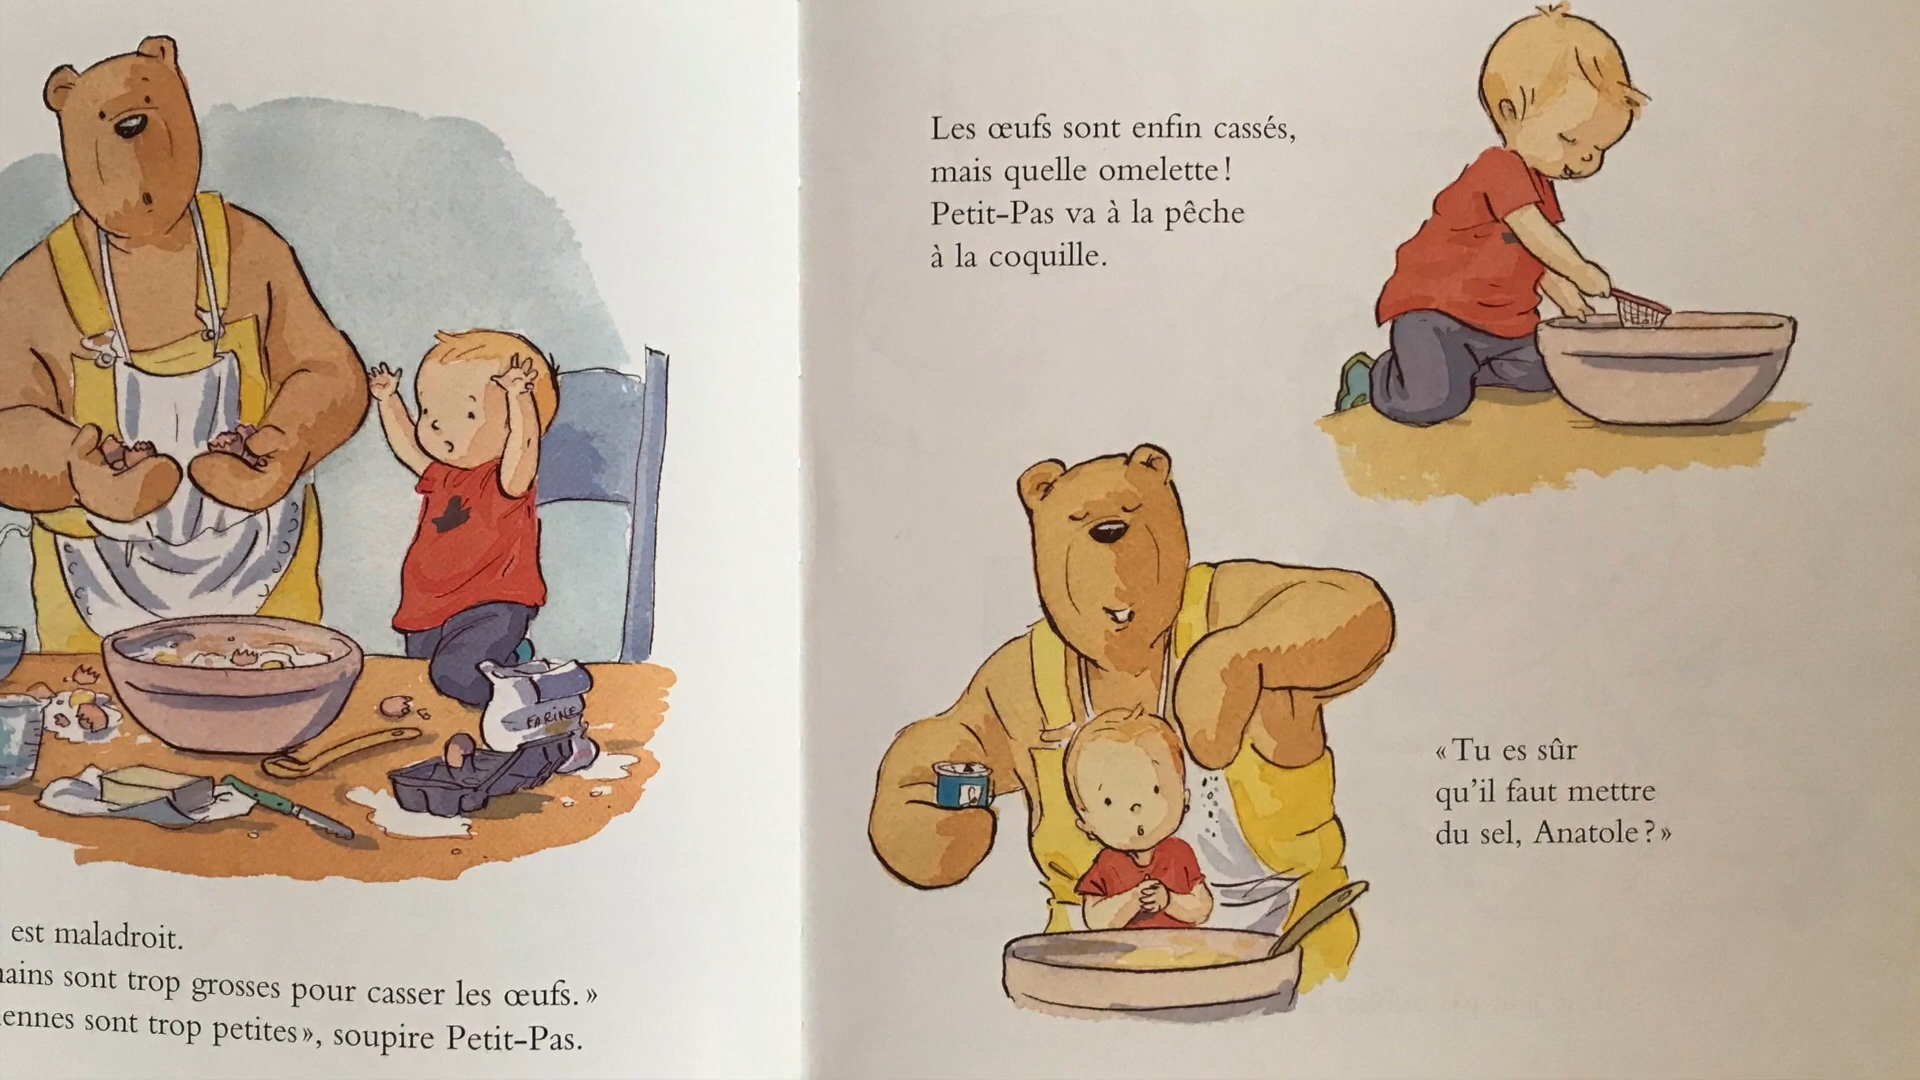 FARINE
est maladroit.
sont trop grosses pour casser les œufs. »
sont trop petites », soupire Petit-Pas.
Les œufs sont enfin cassés,
mais quelle omelette !
Petit-Pas va à la pêche
à la coquille.
« Tu es sûr
qu'il faut mettre
du sel, Anatole ? »